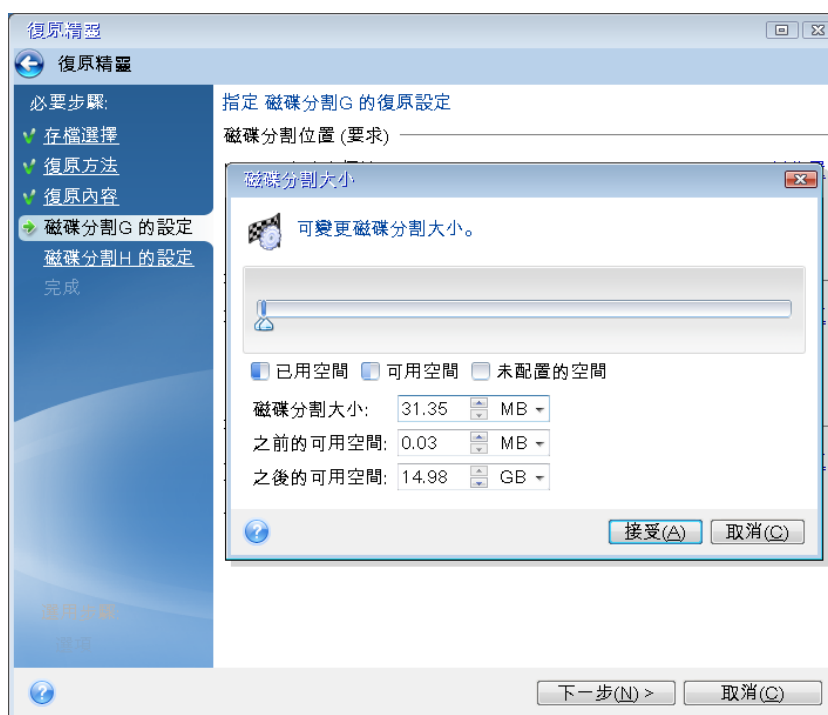 復原精靈
復原精靈
必要步驟:
存檔選擇
復原方法
復原內容
磁碟分割G 的設定
磁碟分割H 的設定
完成
指定 磁碟分割G 的復原設定
磁碟分割位置 (要求)
磁碟分割大小
可變更磁碟分割大小。
已用空間 可用空間 未配置的空間
磁碟分割大小: 31.35 MB
之前的可用空間: 0.03 MB
之後的可用空間: 14.98 GB
接受(A) 取消(C)
下一步(N) > 取消(C)